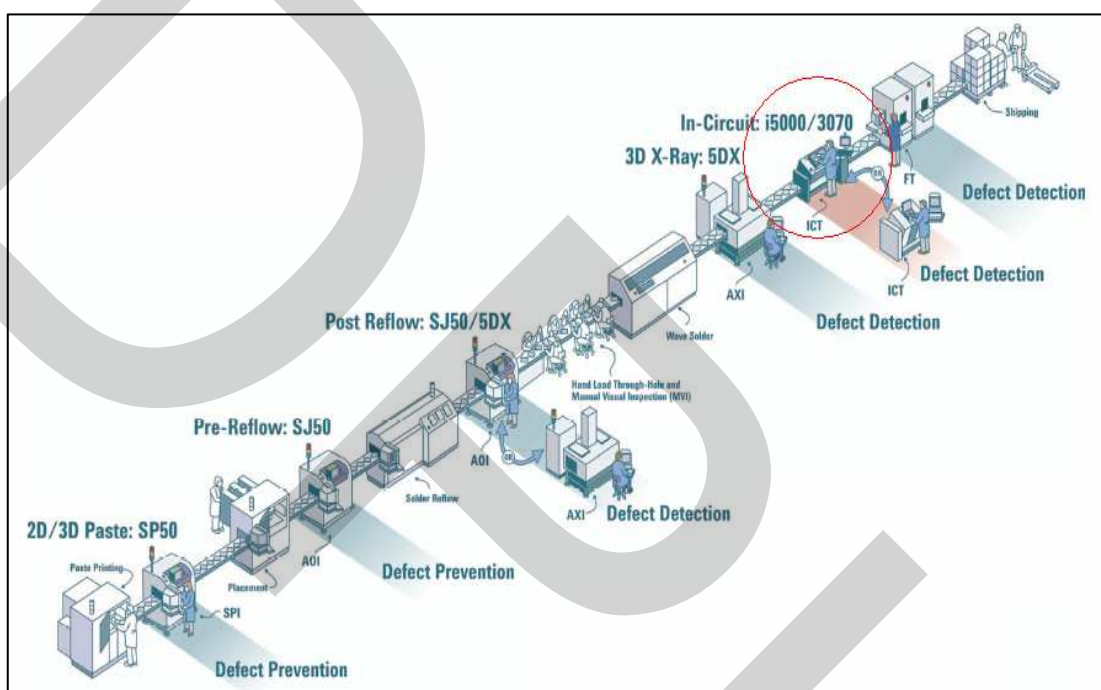 In-Circuit: i5000/3070
Shipping
3D X-Ray: 5DX
OR
FT
Defect Detection
ICT
ICT
Defect Detection
AXI
Defect Detection
Post Reflow: SJ50/5DX
Wave Solder
Hand Load Through-Hole and
Manual Visual Inspection (MVI)
Pre-Reflow: SJ50
AOI
OR
Solder Reflow
AXI
Defect Detection
2D/3D Paste: SP50
AOI
Defect Prevention
Paste Printing
Placement
SPI
Defect Prevention